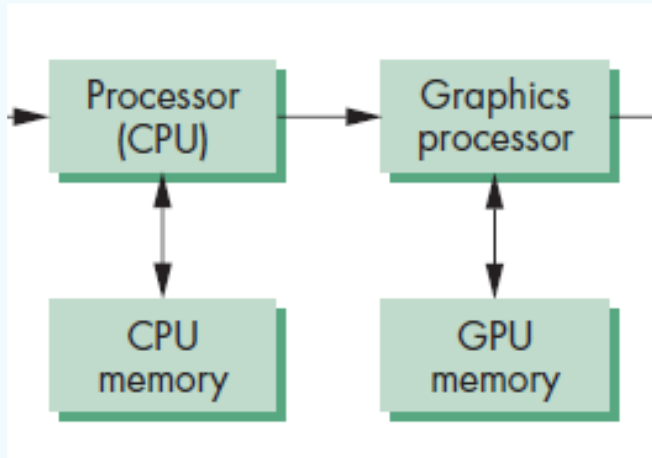 Processor
(CPU)
Graphics
processor
CPU
memory
GPU
memory